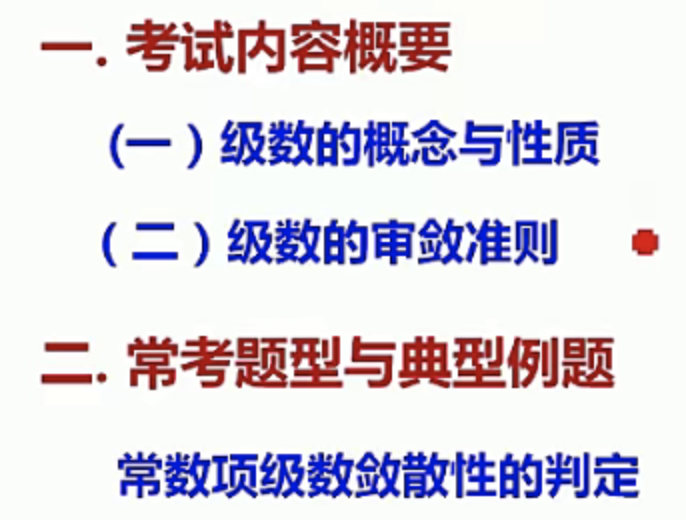 一. 考试内容概要
(一) 级数的概念与性质
(二) 级数的审敛准则
二. 常考题型与典型例题
常数项级数敛散性的判定